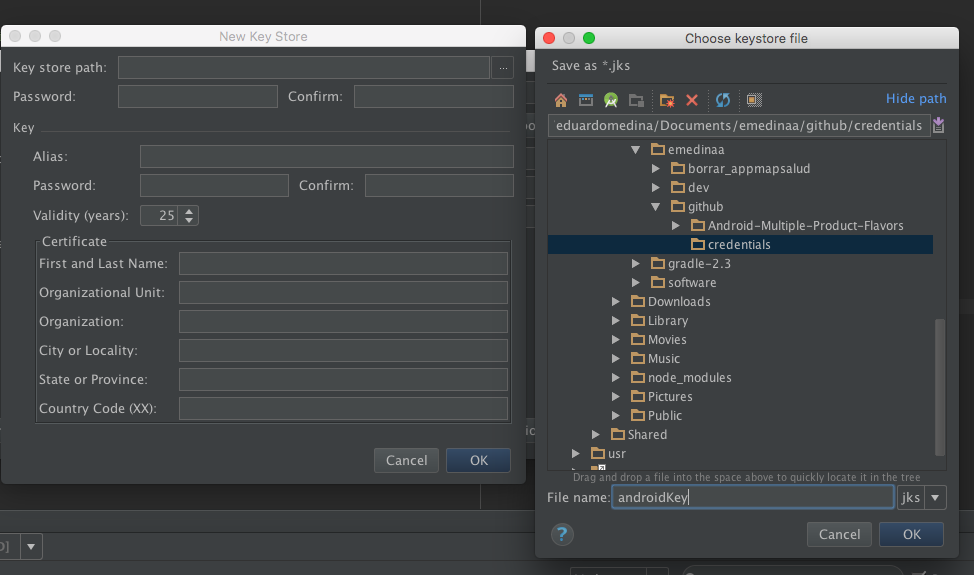 New Key Store
Key store path:
...
Password:
Confirm:
Key
Alias:
Password:
Confirm:
Validity (years):
25
Certificate
First and Last Name:
Organizational Unit:
Organization:
City or Locality:
State or Province:
Country Code (XX):
Cancel
OK
Choose keystore file
Save as *.jks
Hide path
eduardomedina/Documents/emedinaa/github/credentials
emedinaa
borrar_appmapsalud
dev
github
Android-Multiple-Product-Flavors
credentials
gradle-2.3
software
Downloads
Library
Movies
Music
node_modules
Pictures
Public
Shared
usr
Drag and drop a file into the space above to quickly locate it in the tree
File name:
androidKey
jks
?
Cancel
OK